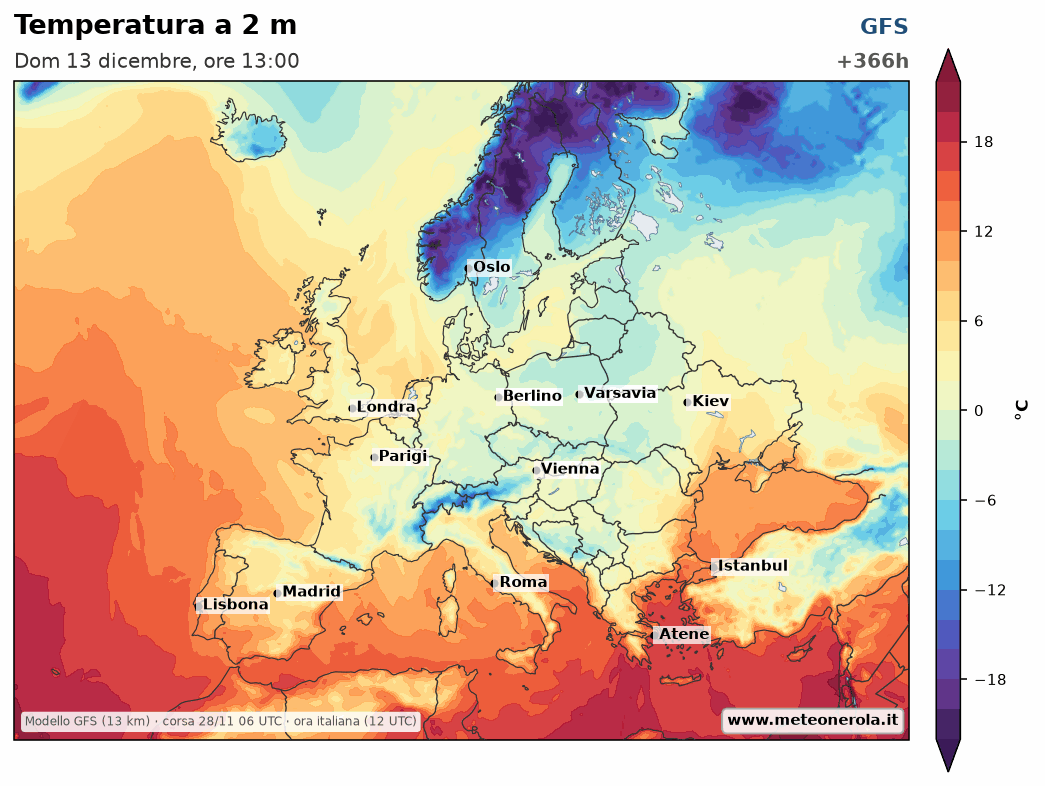 Temperatura a 2 m
GFS
Dom 13 dicembre, ore 13:00
+366h
18
12
6
0
−6
−12
−18
°C
Oslo
Berlino
Varsavia
Kiev
Londra
Parigi
Vienna
Istanbul
Roma
Madrid
Lisbona
Atene
Modello GFS (13 km) · corsa 28/11 06 UTC · ora italiana (12 UTC)
www.meteonerola.it